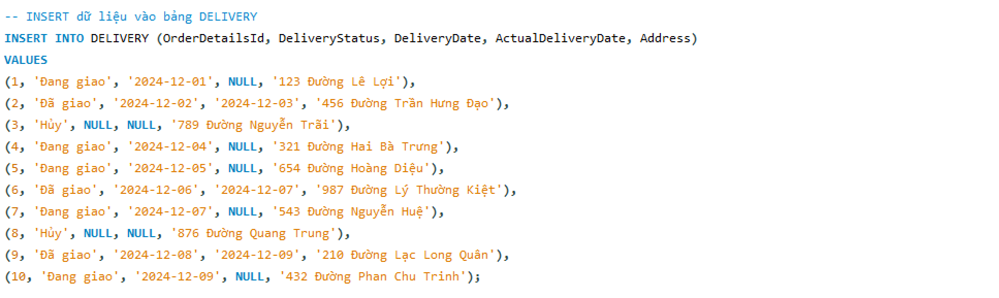 -- INSERT dữ liệu vào bảng DELIVERY
INSERT INTO DELIVERY (OrderDetailsId, DeliveryStatus, DeliveryDate, ActualDeliveryDate, Address)
VALUES
(1, 'Đang giao', '2024-12-01', NULL, '123 Đường Lê Lợi'),
(2, 'Đã giao', '2024-12-02', '2024-12-03', '456 Đường Trần Hưng Đạo'),
(3, 'Hủy', NULL, NULL, '789 Đường Nguyễn Trãi'),
(4, 'Đang giao', '2024-12-04', NULL, '321 Đường Hai Bà Trưng'),
(5, 'Đang giao', '2024-12-05', NULL, '654 Đường Hoàng Diệu'),
(6, 'Đã giao', '2024-12-06', '2024-12-07', '987 Đường Lý Thường Kiệt'),
(7, 'Đang giao', '2024-12-07', NULL, '543 Đường Nguyễn Huệ'),
(8, 'Hủy', NULL, NULL, '876 Đường Quang Trung'),
(9, 'Đã giao', '2024-12-08', '2024-12-09', '210 Đường Lạc Long Quân'),
(10, 'Đang giao', '2024-12-09', NULL, '432 Đường Phan Chu Trinh');